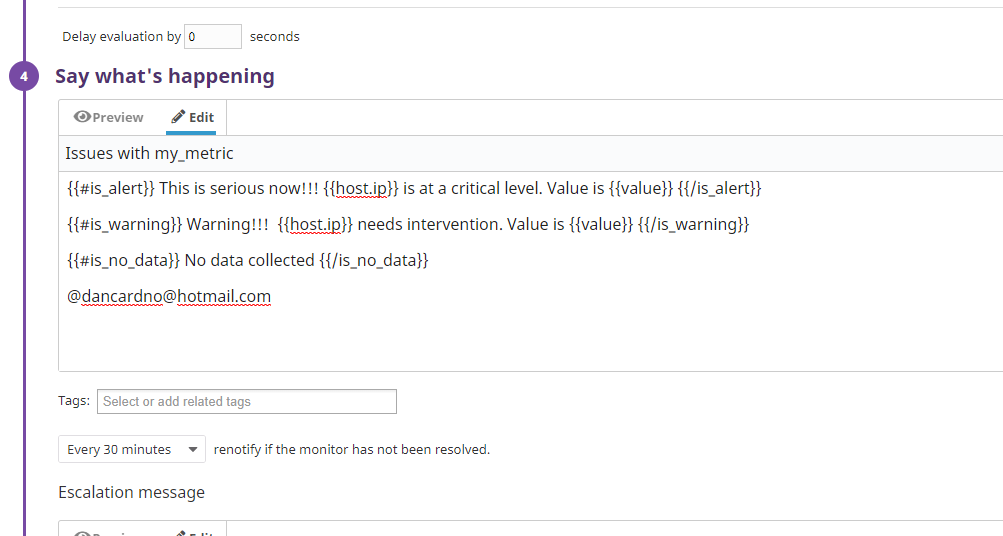 Delay evaluation by 0 seconds
4 Say what's happening
Preview Edit
Issues with my_metric
{{#is_alert}} This is serious now!!! {{host.ip}} is at a critical level. Value is {{value}} {{/is_alert}}
{{#is_warning}} Warning!!!  {{host.ip}} needs intervention. Value is {{value}} {{/is_warning}}
{{#is_no_data}} No data collected {{/is_no_data}}
@dancardno@hotmail.com
Tags: Select or add related tags
Every 30 minutes renotify if the monitor has not been resolved.
Escalation message
Preview Edit